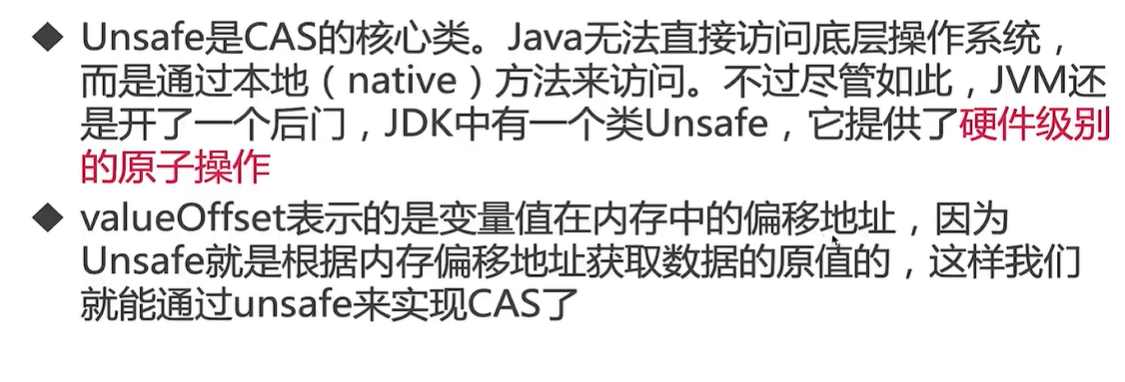 ◆ Unsafe是CAS的核心类。Java无法直接访问底层操作系统，
而是通过本地（native）方法来访问。不过尽管如此，JVM还
是开了一个后门，JDK中有一个类Unsafe，它提供了硬件级别
的原子操作
◆ valueOffset表示的是变量值在内存中的偏移地址，因为
Unsafe就是根据内存偏移地址获取数据的原值的，这样我们
就能通过unsafe来实现CAS了